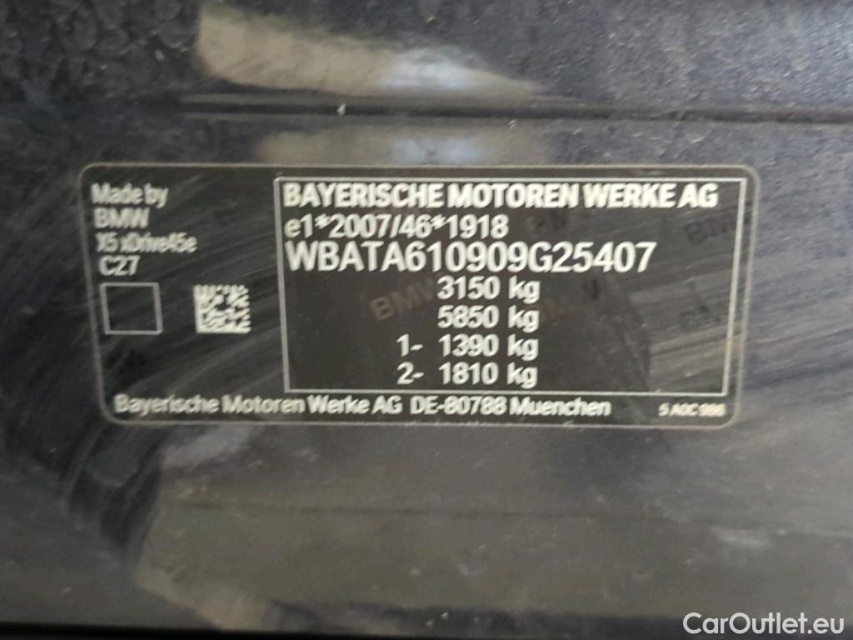 Made by
BMW
X5 xDrive45e
C27
BAYERISCHE MOTOREN WERKE AG
e1*2007/46*1918
WBATA610909G25407
3150 kg
5850 kg
1- 1390 kg
2- 1810 kg
Bayerische Motoren Werke AG DE-80788 Muenchen
CarOutlet.eu